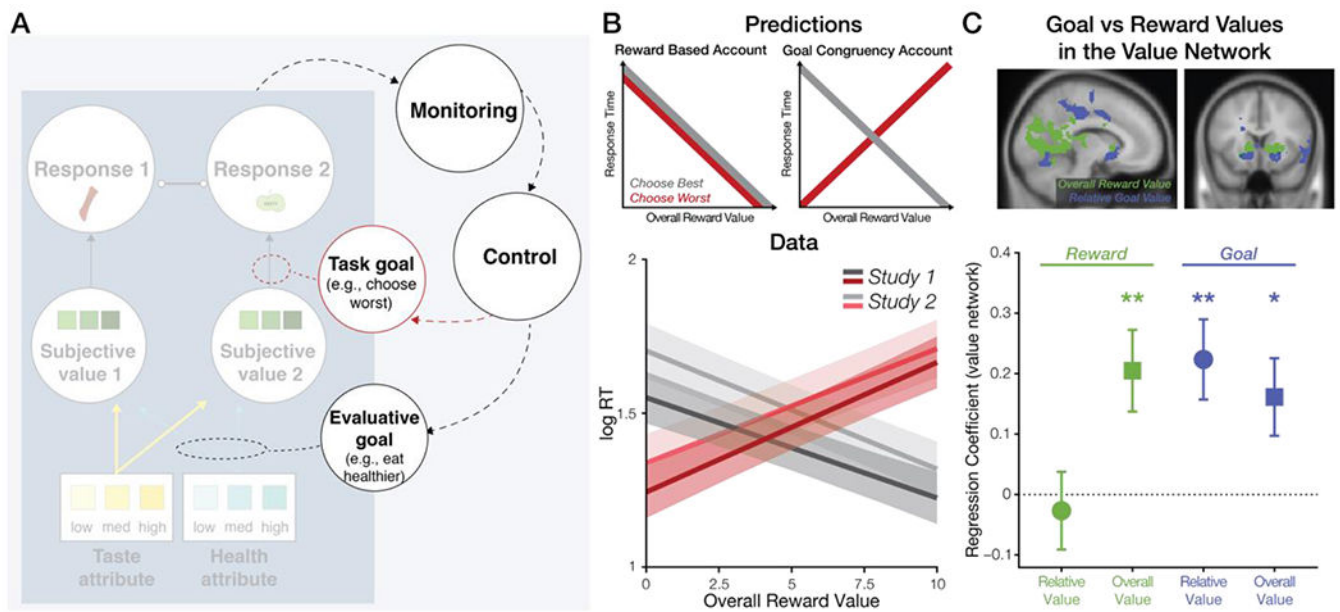 A
Monitoring
Response 1
Response 2
Control
Task goal
(e.g., choose
worst)
Subjective
value 1
Subjective
value 2
Evaluative
goal
(e.g., eat
healthier)
low med high
low med high
Taste
attribute
Health
attribute
B
Predictions
Reward Based Account
Goal Congruency Account
Response Time
Choose Best
Choose Worst
Overall Reward Value
Response Time
Overall Reward Value
Data
2
1.5
1
log RT
Study 1
Study 2
0 2.5 5 7.5 10
Overall Reward Value
C
Goal vs Reward Values
in the Value Network
Overall Reward Value
Relative Goal Value
Regression Coefficient (value network)
0.4
0.3
0.2
0.1
0
−0.1
Reward
Goal
**
**
*
Relative
Value
Overall
Value
Relative
Value
Overall
Value